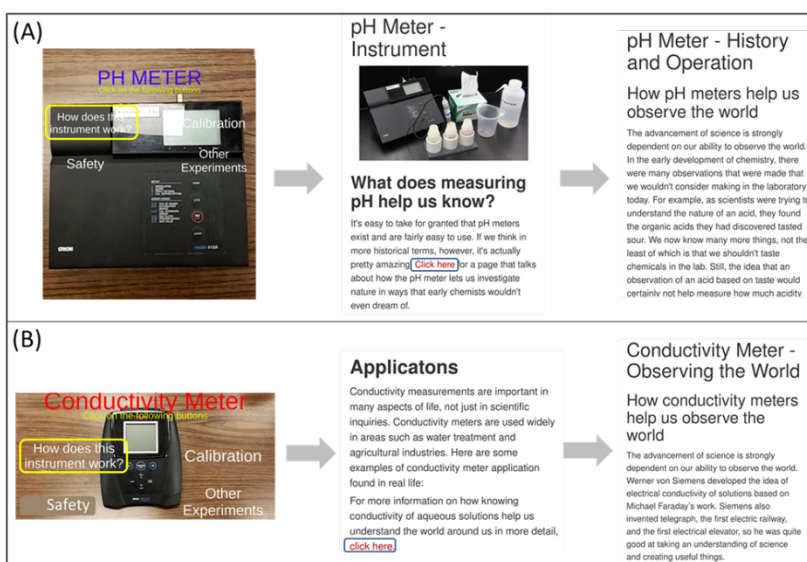 (A)
PH METER
Click on the following buttons
How does this
instrument work?
Calibration
Safety
Other
Experiments
ORION
pH Meter -
Instrument
What does measuring
pH help us know?
It's easy to take for granted that pH meters
exist and are fairly easy to use. If we think in
more historical terms, however, it's actually
pretty amazing Click here for a page that talks
about how the pH meter lets us investigate
nature in ways that early chemists wouldn't
even dream of.
pH Meter - History
and Operation
How pH meters help us
observe the world
The advancement of science is strongly
dependent on our ability to observe the world.
In the early development of chemistry, there
were many observations that were made that
we wouldn't consider making in the laboratory
today. For example, as scientists were trying to
understand the nature of an acid, they found
the organic acids they had discovered tasted
sour. We now know many more things, not the
least of which is that we shouldn't taste
chemicals in the lab. Still, the idea that an
observation of an acid based on taste would
certainly not help measure how much acidity
(B)
Conductivity Meter
Click on the following buttons
How does this
instrument work?
Calibration
Safety
Other
Experiments
Applicatons
Conductivity measurements are important in
many aspects of life, not just in scientific
inquiries. Conductivity meters are used widely
in areas such as water treatment and
agricultural industries. Here are some
examples of conductivity meter application
found in real life:
For more information on how knowing
conductivity of aqueous solutions help us
understand the world around us in more detail,
click here
Conductivity Meter -
Observing the World
How conductivity meters
help us observe the
world
The advancement of science is strongly
dependent on our ability to observe the world.
Werner von Siemens developed the idea of
electrical conductivity of solutions based on
Michael Faraday's work. Siemens also
invented telegraph, the first electric railway,
and the first electrical elevator, so he was quite
good at taking an understanding of science
and creating useful things.